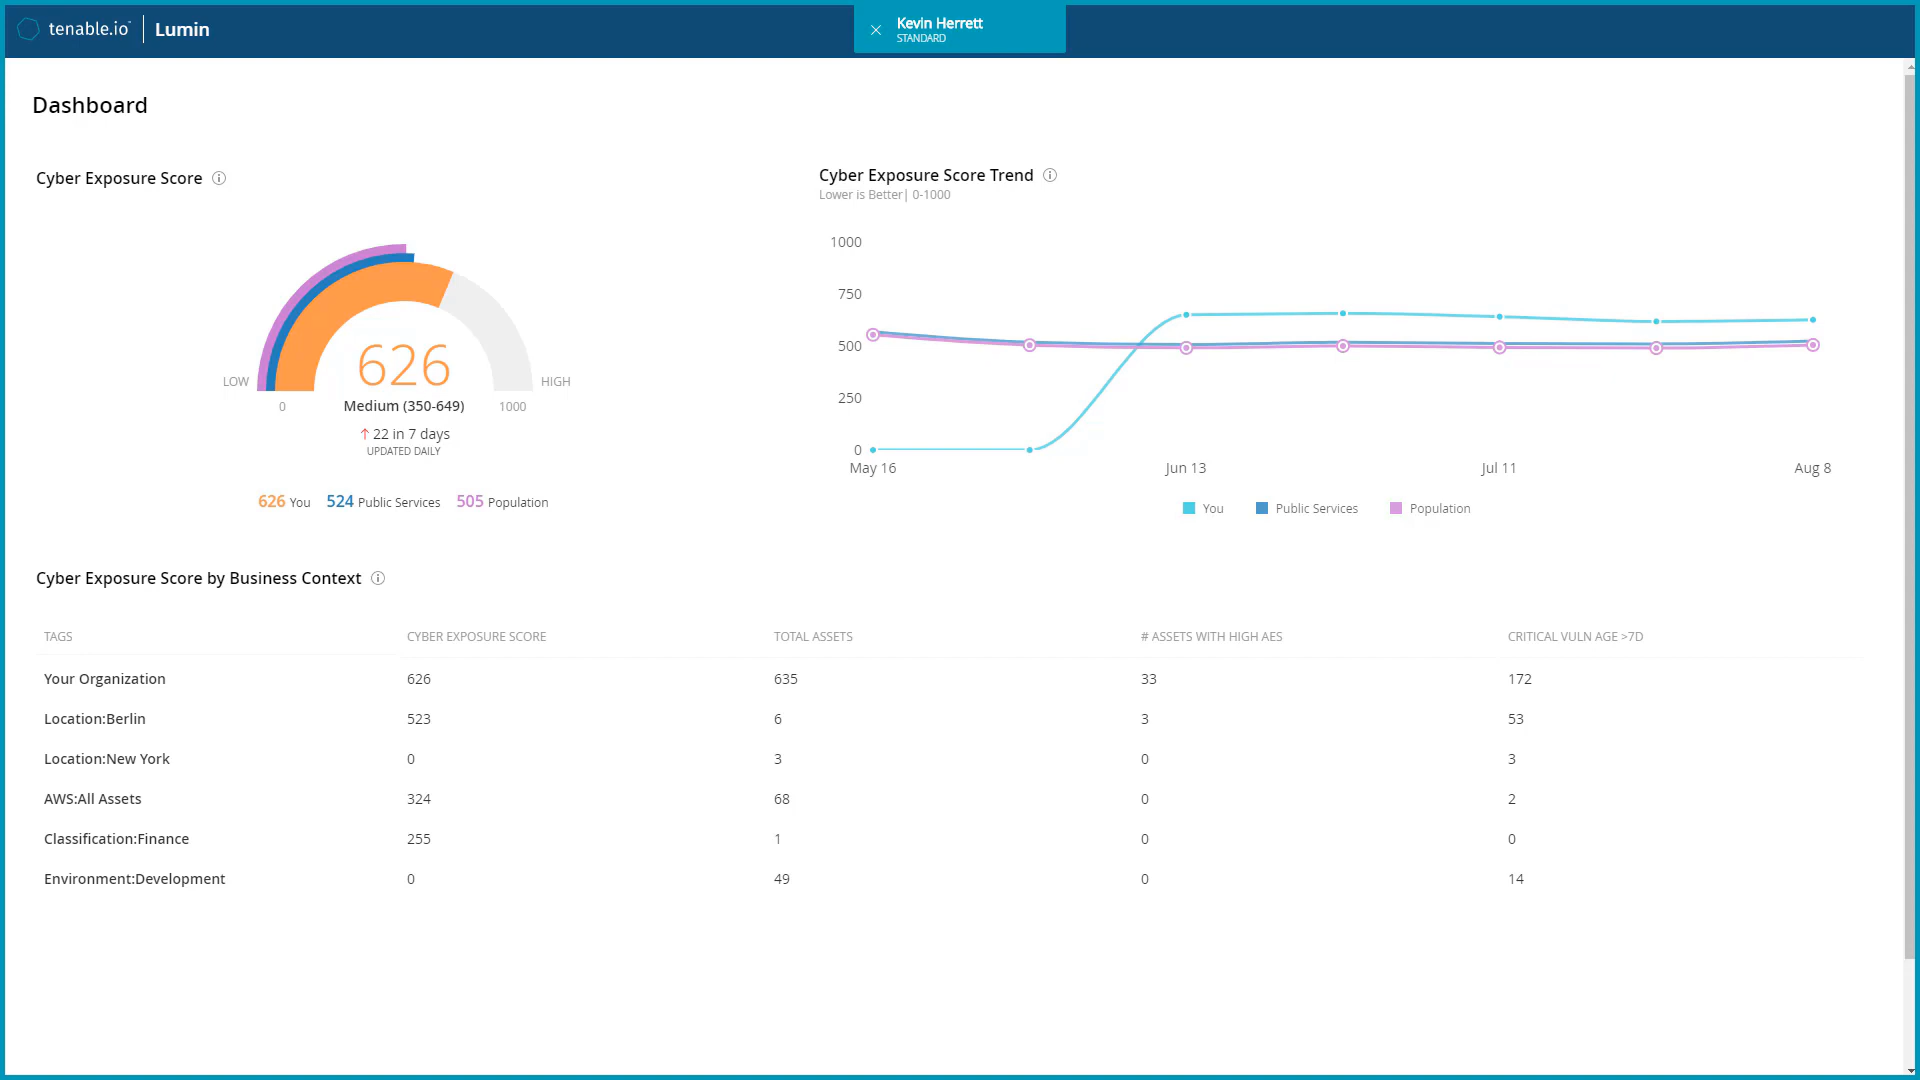 tenable.io Lumin
Kevin Herrett
STANDARD
Dashboard
Cyber Exposure Score
LOW
HIGH
626
0
Medium (350-649)
1000
↑ 22 in 7 days
UPDATED DAILY
626 You 524 Public Services 505 Population
Cyber Exposure Score Trend
Lower is Better| 0-1000
1000
750
500
250
0
May 16 Jun 13 Jul 11 Aug 8
You Public Services Population
Cyber Exposure Score by Business Context
TAGS CYBER EXPOSURE SCORE TOTAL ASSETS # ASSETS WITH HIGH AES CRITICAL VULN AGE >7D
Your Organization 626 635 33 172
Location:Berlin 523 6 3 53
Location:New York 0 3 0 3
AWS:All Assets 324 68 0 2
Classification:Finance 255 1 0 0
Environment:Development 0 49 0 14